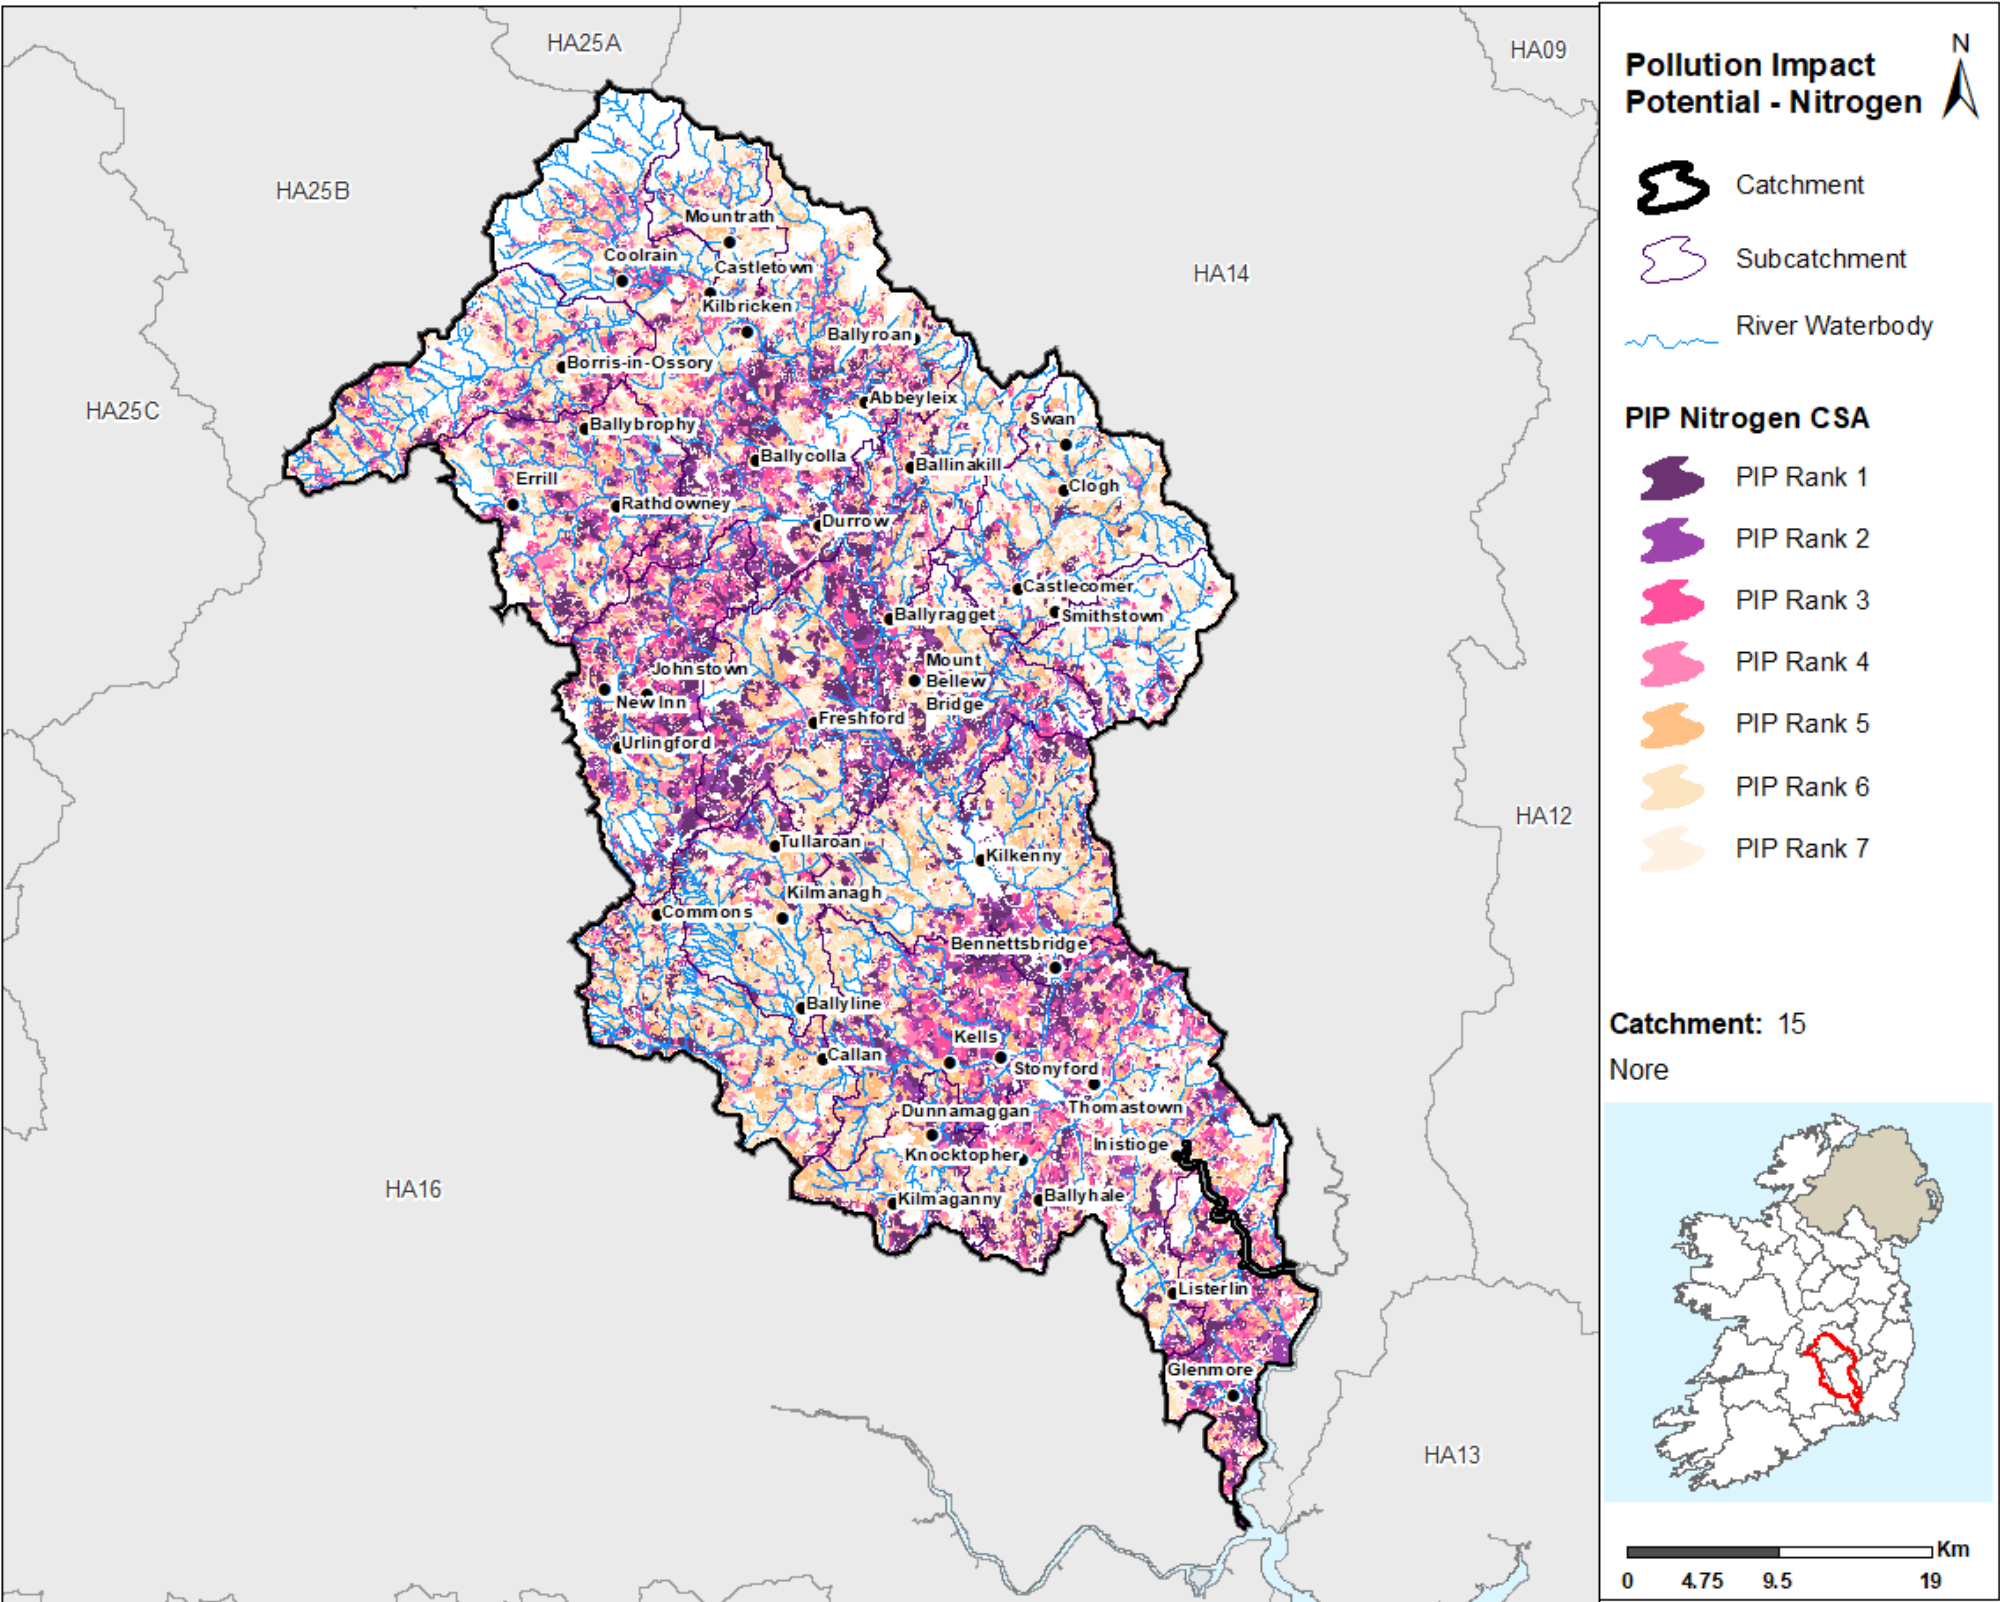 HA25A
HA09
HA25B
HA14
HA25C
HA12
HA16
HA13
Mountrath
Coolrain
Castletown
Kilbricken
Ballyroan
Borris-in-Ossory
Abbeyleix
Swan
Ballybrophy
Ballycolla
Ballinakill
Errill
Clogh
Rathdowney
Durrow
Castlecomer
Ballyragget
Smithstown
Johnstown
Mount
Bellew
Bridge
New Inn
Freshford
Urlingford
Tullaroan
Kilkenny
Kilmanagh
Commons
Bennettsbridge
Ballyline
Kells
Callan
Stonyford
Dunnamaggan
Thomastown
Inistioge
Knocktopher
Kilmaganny
Ballyhale
Listerlin
Glenmore
Pollution Impact
Potential - Nitrogen
N
Catchment
Subcatchment
River Waterbody
PIP Nitrogen CSA
PIP Rank 1
PIP Rank 2
PIP Rank 3
PIP Rank 4
PIP Rank 5
PIP Rank 6
PIP Rank 7
Catchment: 15
Nore
Km
0 4.75 9.5 19